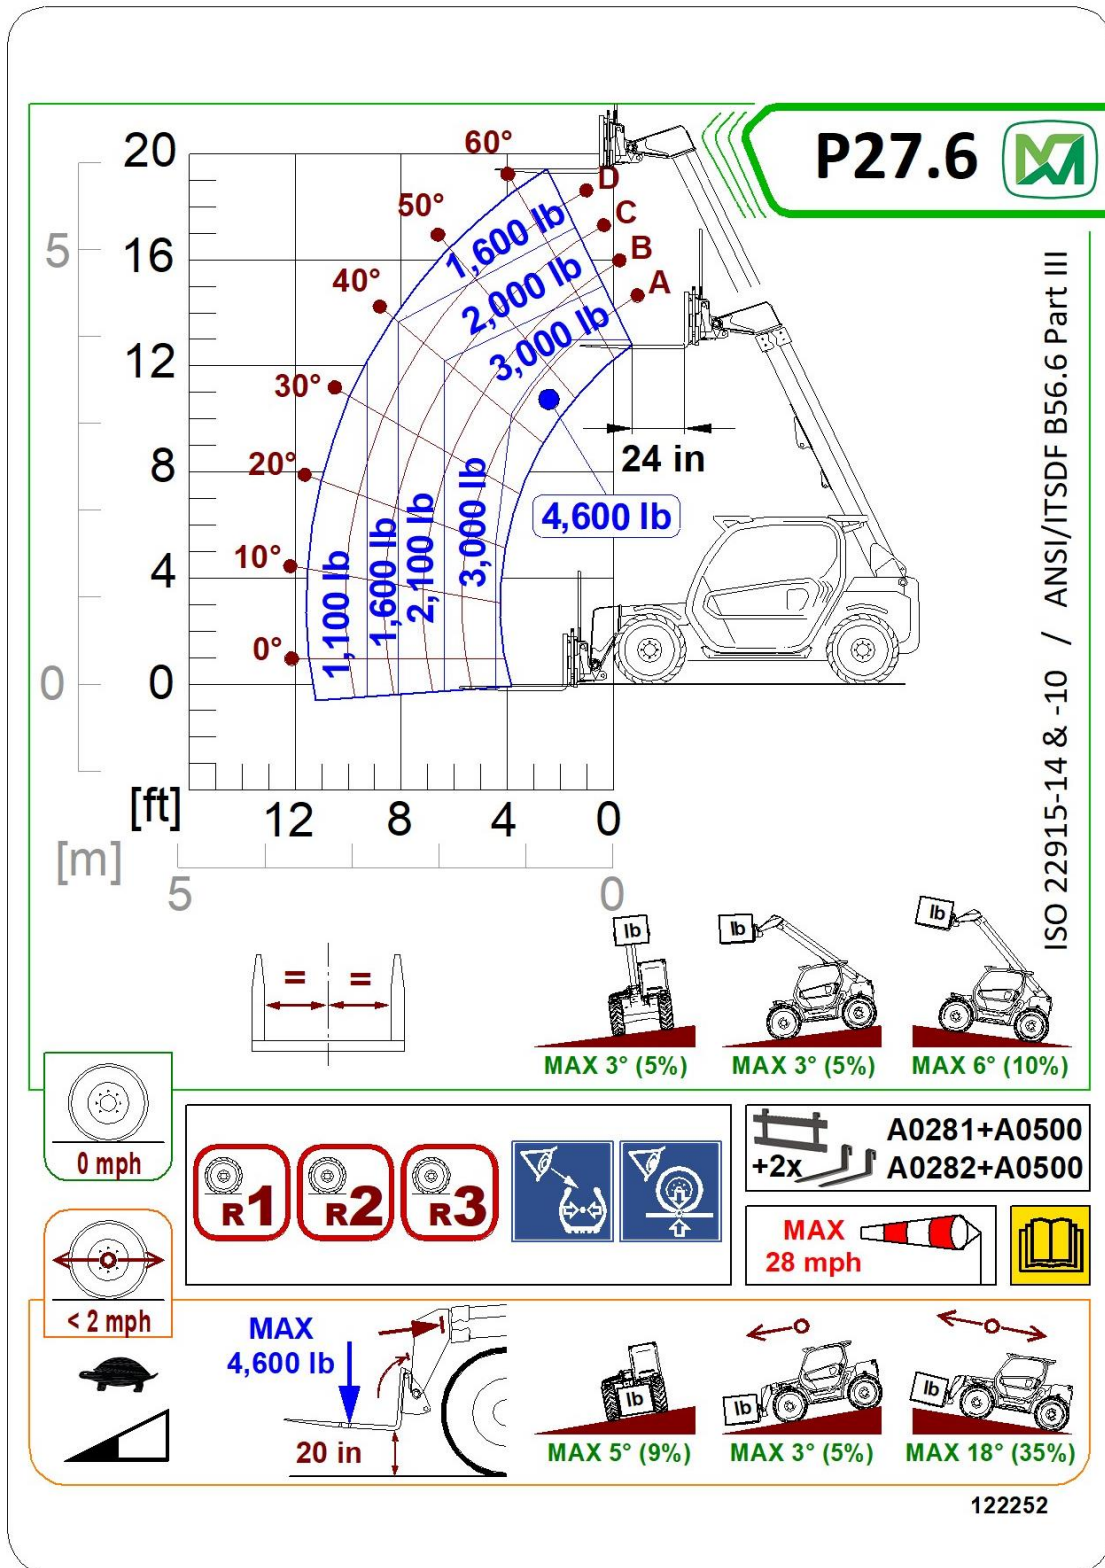 P27.6
20
16
12
8
4
0
5
0
[ft]
12
8
4
0
[m]
5
0
60°
50°
40°
30°
20°
10°
0°
D
C
B
A
1,600 lb
2,000 lb
3,000 lb
1,100 lb
1,600 lb
2,100 lb
3,000 lb
4,600 lb
24 in
ISO 22915-14 & -10 / ANSI/ITSDF B56.6 Part III
= =
lb
lb
lb
MAX 3° (5%)
MAX 3° (5%)
MAX 6° (10%)
0 mph
R1
R2
R3
+2x
A0281+A0500
A0282+A0500
MAX
28 mph
< 2 mph
MAX
4,600 lb
20 in
lb
lb
lb
MAX 5° (9%)
MAX 3° (5%)
MAX 18° (35%)
122252